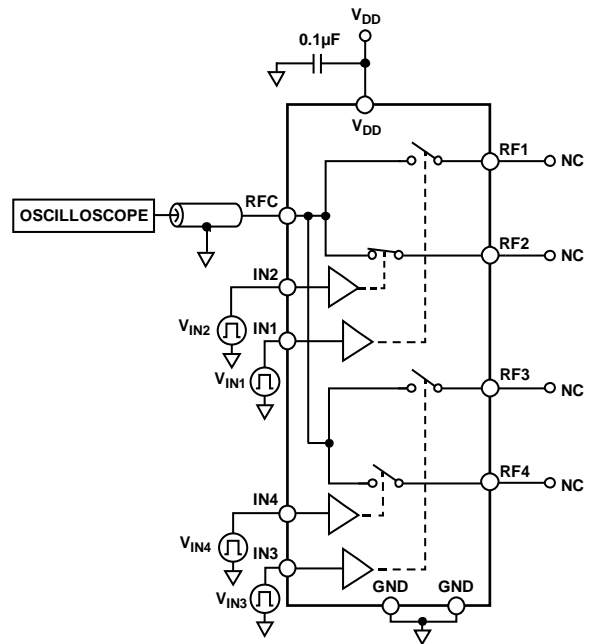 VDD
0.1µF
VDD
RF1
NC
OSCILLOSCOPE
RFC
RF2
NC
IN2
VIN2
IN1
VIN1
RF3
NC
RF4
NC
IN4
VIN4
IN3
VIN3
GND
GND